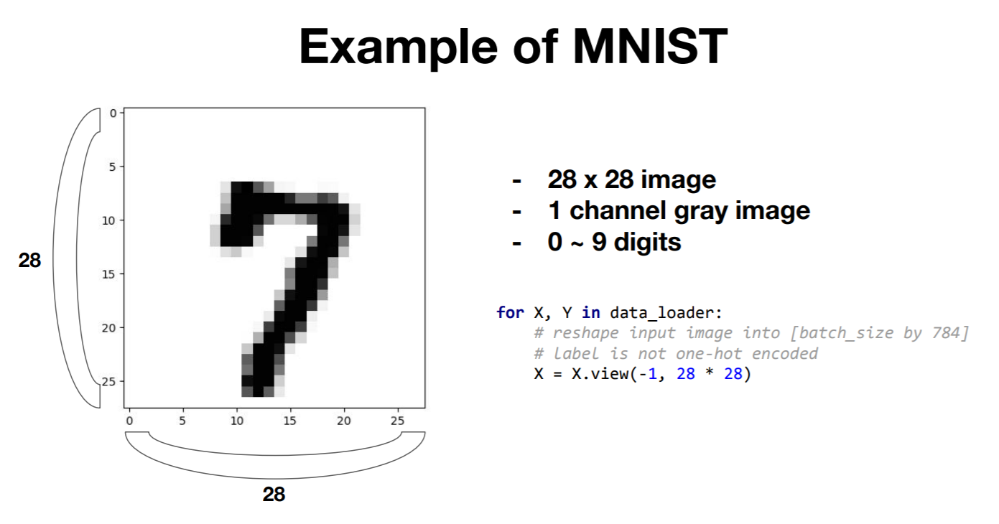 Example of MNIST
0
5
10
15
20
25
28
0 5 10 15 20 25
28
- 28 x 28 image
- 1 channel gray image
- 0 ~ 9 digits
for X, Y in data_loader:
# reshape input image into [batch_size by 784]
# label is not one-hot encoded
X = X.view(-1, 28 * 28)